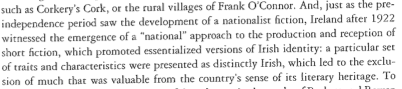 such as Corkery's Cork, or the rural villages of Frank O'Connor. And, just as the pre-
independence period saw the development of a nationalist fiction, Ireland after 1922
witnessed the emergence of a "national" approach to the production and reception of
short fiction, which promoted essentialized versions of Irish identity: a particular set
of traits and characteristics were presented as distinctly Irish, which led to the exclu-
sion of much that was valuable from the country's sense of its literary heritage. To